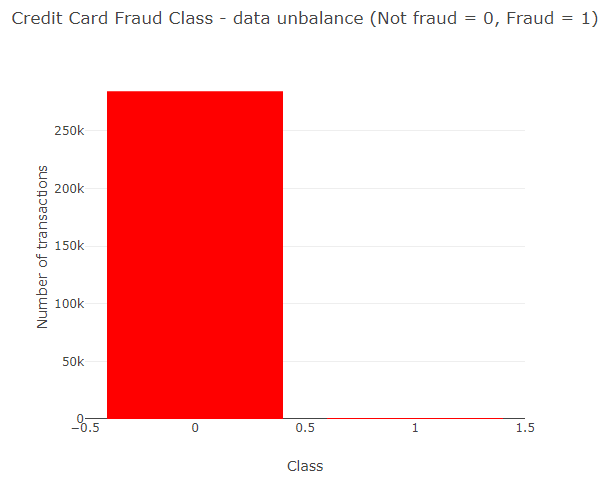 Credit Card Fraud Class - data unbalance (Not fraud = 0, Fraud = 1)
250k
200k
150k
100k
50k
0
Number of transactions
−0.5 0 0.5 1 1.5
Class